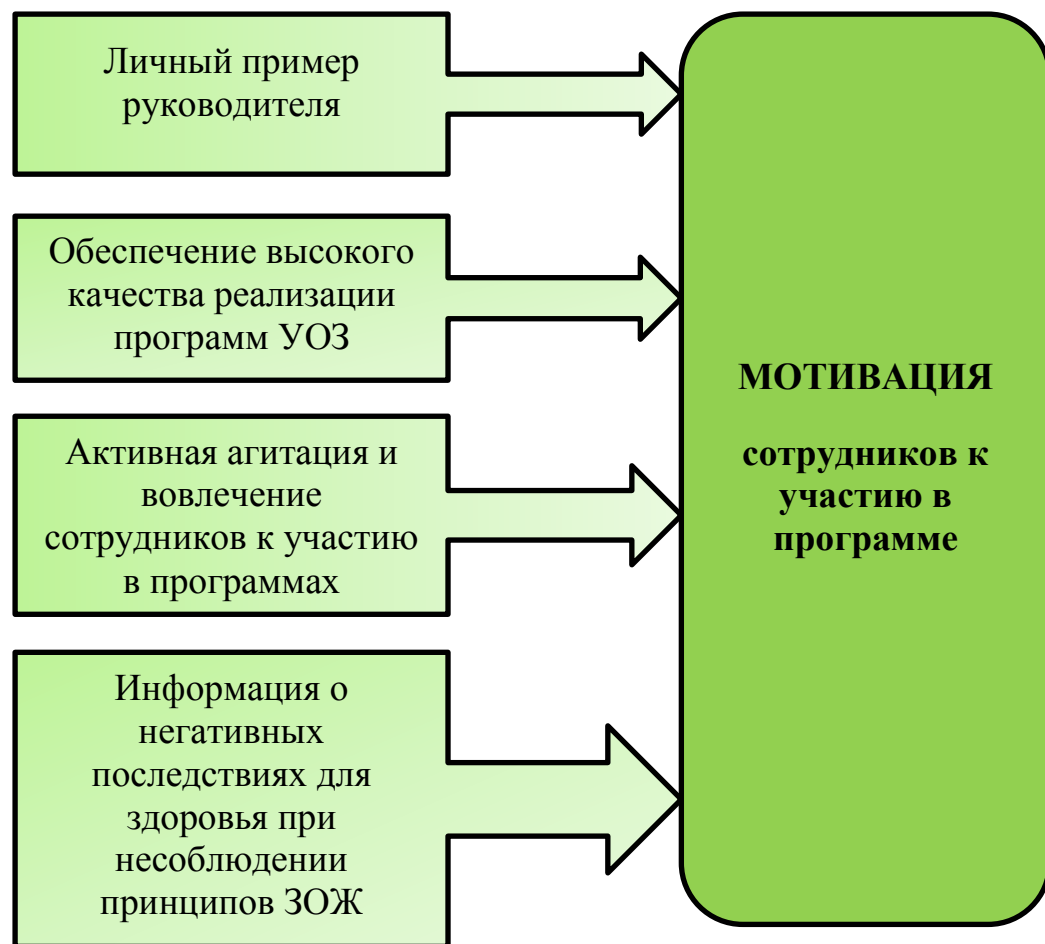 Личный пример
руководителя
Обеспечение высокого
качества реализации
программ УОЗ
Активная агитация и
вовлечение
сотрудников к участию
в программах
Информация о
негативных
последствиях для
здоровья при
несоблюдении
принципов ЗОЖ
МОТИВАЦИЯ
сотрудников к
участию в
программе